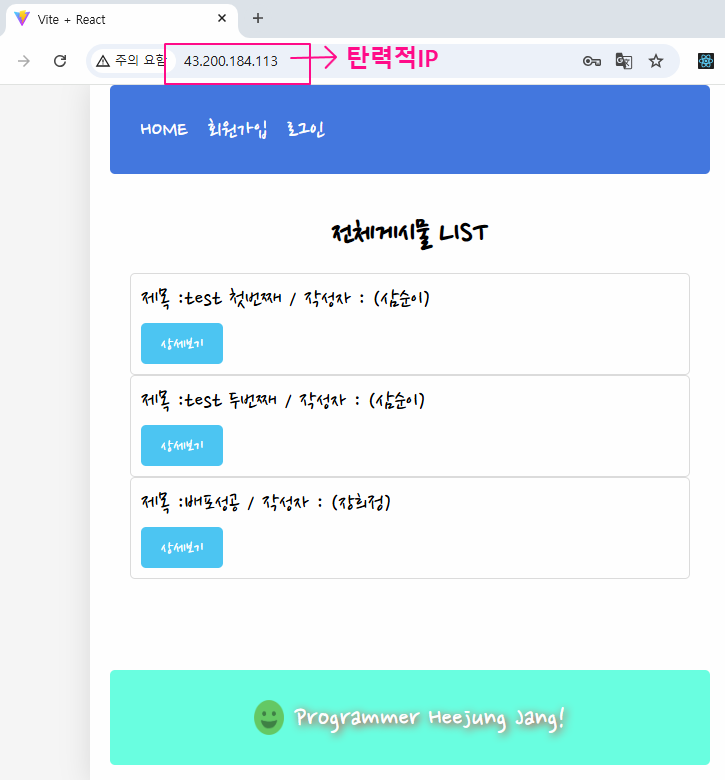 Vite + React
주의 요함 43.200.184.113 탄력적IP
HOME 회원가입 로그인
전체게시물 LIST
제목 :test 첫번째 / 작성자 : (삼순이)
상세보기
제목 :test 두번째 / 작성자 : (삼순이)
상세보기
제목 :배포성공 / 작성자 : (장희정)
상세보기
Programmer Heejung Jang!